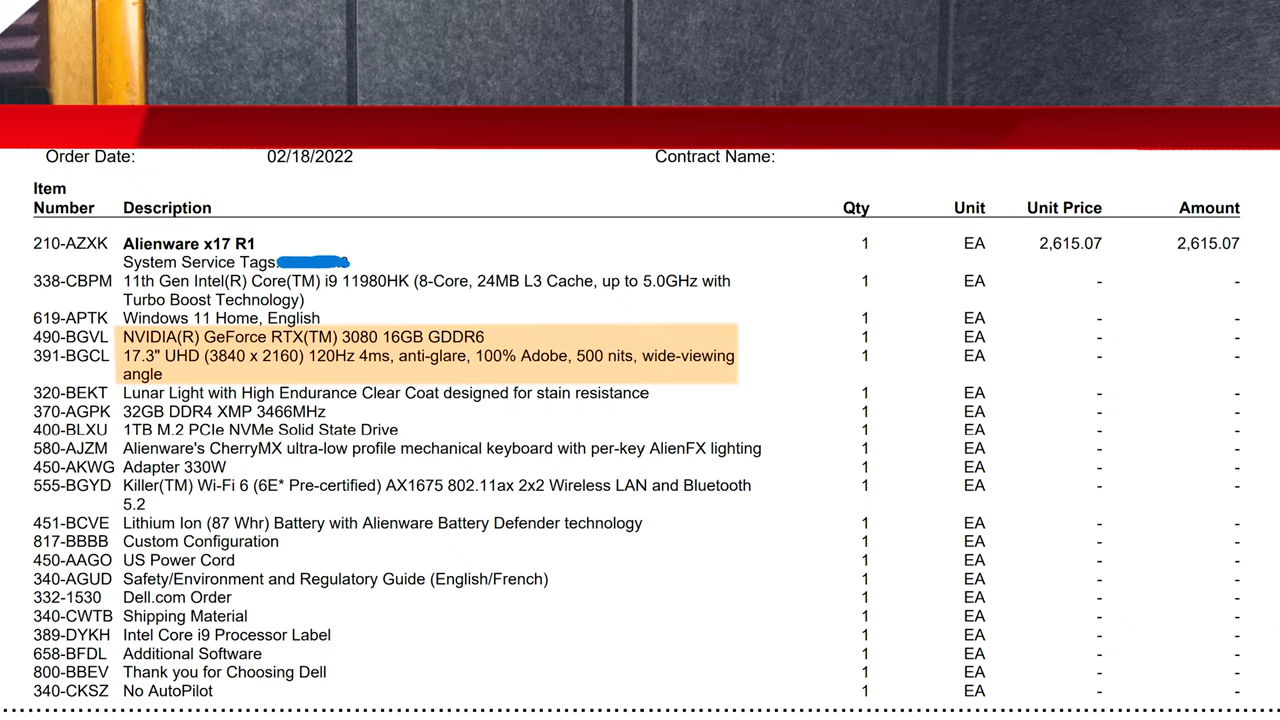 Order Date: 02/18/2022 Contract Name:
Item
Number Description Qty Unit Unit Price Amount
210-AZXK Alienware x17 R1 1 EA 2,615.07 2,615.07
System Service Tags:
338-CBPM 11th Gen Intel(R) Core(TM) i9 11980HK (8-Core, 24MB L3 Cache, up to 5.0GHz with 1 EA - -
Turbo Boost Technology)
619-APTK Windows 11 Home, English 1 EA - -
490-BGVL NVIDIA(R) GeForce RTX(TM) 3080 16GB GDDR6 1 EA - -
391-BGCL 17.3" UHD (3840 x 2160) 120Hz 4ms, anti-glare, 100% Adobe, 500 nits, wide-viewing 1 EA - -
angle
320-BEKT Lunar Light with High Endurance Clear Coat designed for stain resistance 1 EA - -
370-AGPK 32GB DDR4 XMP 3466MHz 1 EA - -
400-BLXU 1TB M.2 PCIe NVMe Solid State Drive 1 EA - -
580-AJZM Alienware's CherryMX ultra-low profile mechanical keyboard with per-key AlienFX lighting 1 EA - -
450-AKWG Adapter 330W 1 EA - -
555-BGYD Killer(TM) Wi-Fi 6 (6E* Pre-certified) AX1675 802.11ax 2x2 Wireless LAN and Bluetooth 1 EA - -
5.2
451-BCVE Lithium Ion (87 Whr) Battery with Alienware Battery Defender technology 1 EA - -
817-BBBB Custom Configuration 1 EA - -
450-AAGO US Power Cord 1 EA - -
340-AGUD Safety/Environment and Regulatory Guide (English/French) 1 EA - -
332-1530 Dell.com Order 1 EA - -
340-CWTB Shipping Material 1 EA - -
389-DYKH Intel Core i9 Processor Label 1 EA - -
658-BFDL Additional Software 1 EA - -
800-BBEV Thank you for Choosing Dell 1 EA - -
340-CKSZ No AutoPilot 1 EA - -